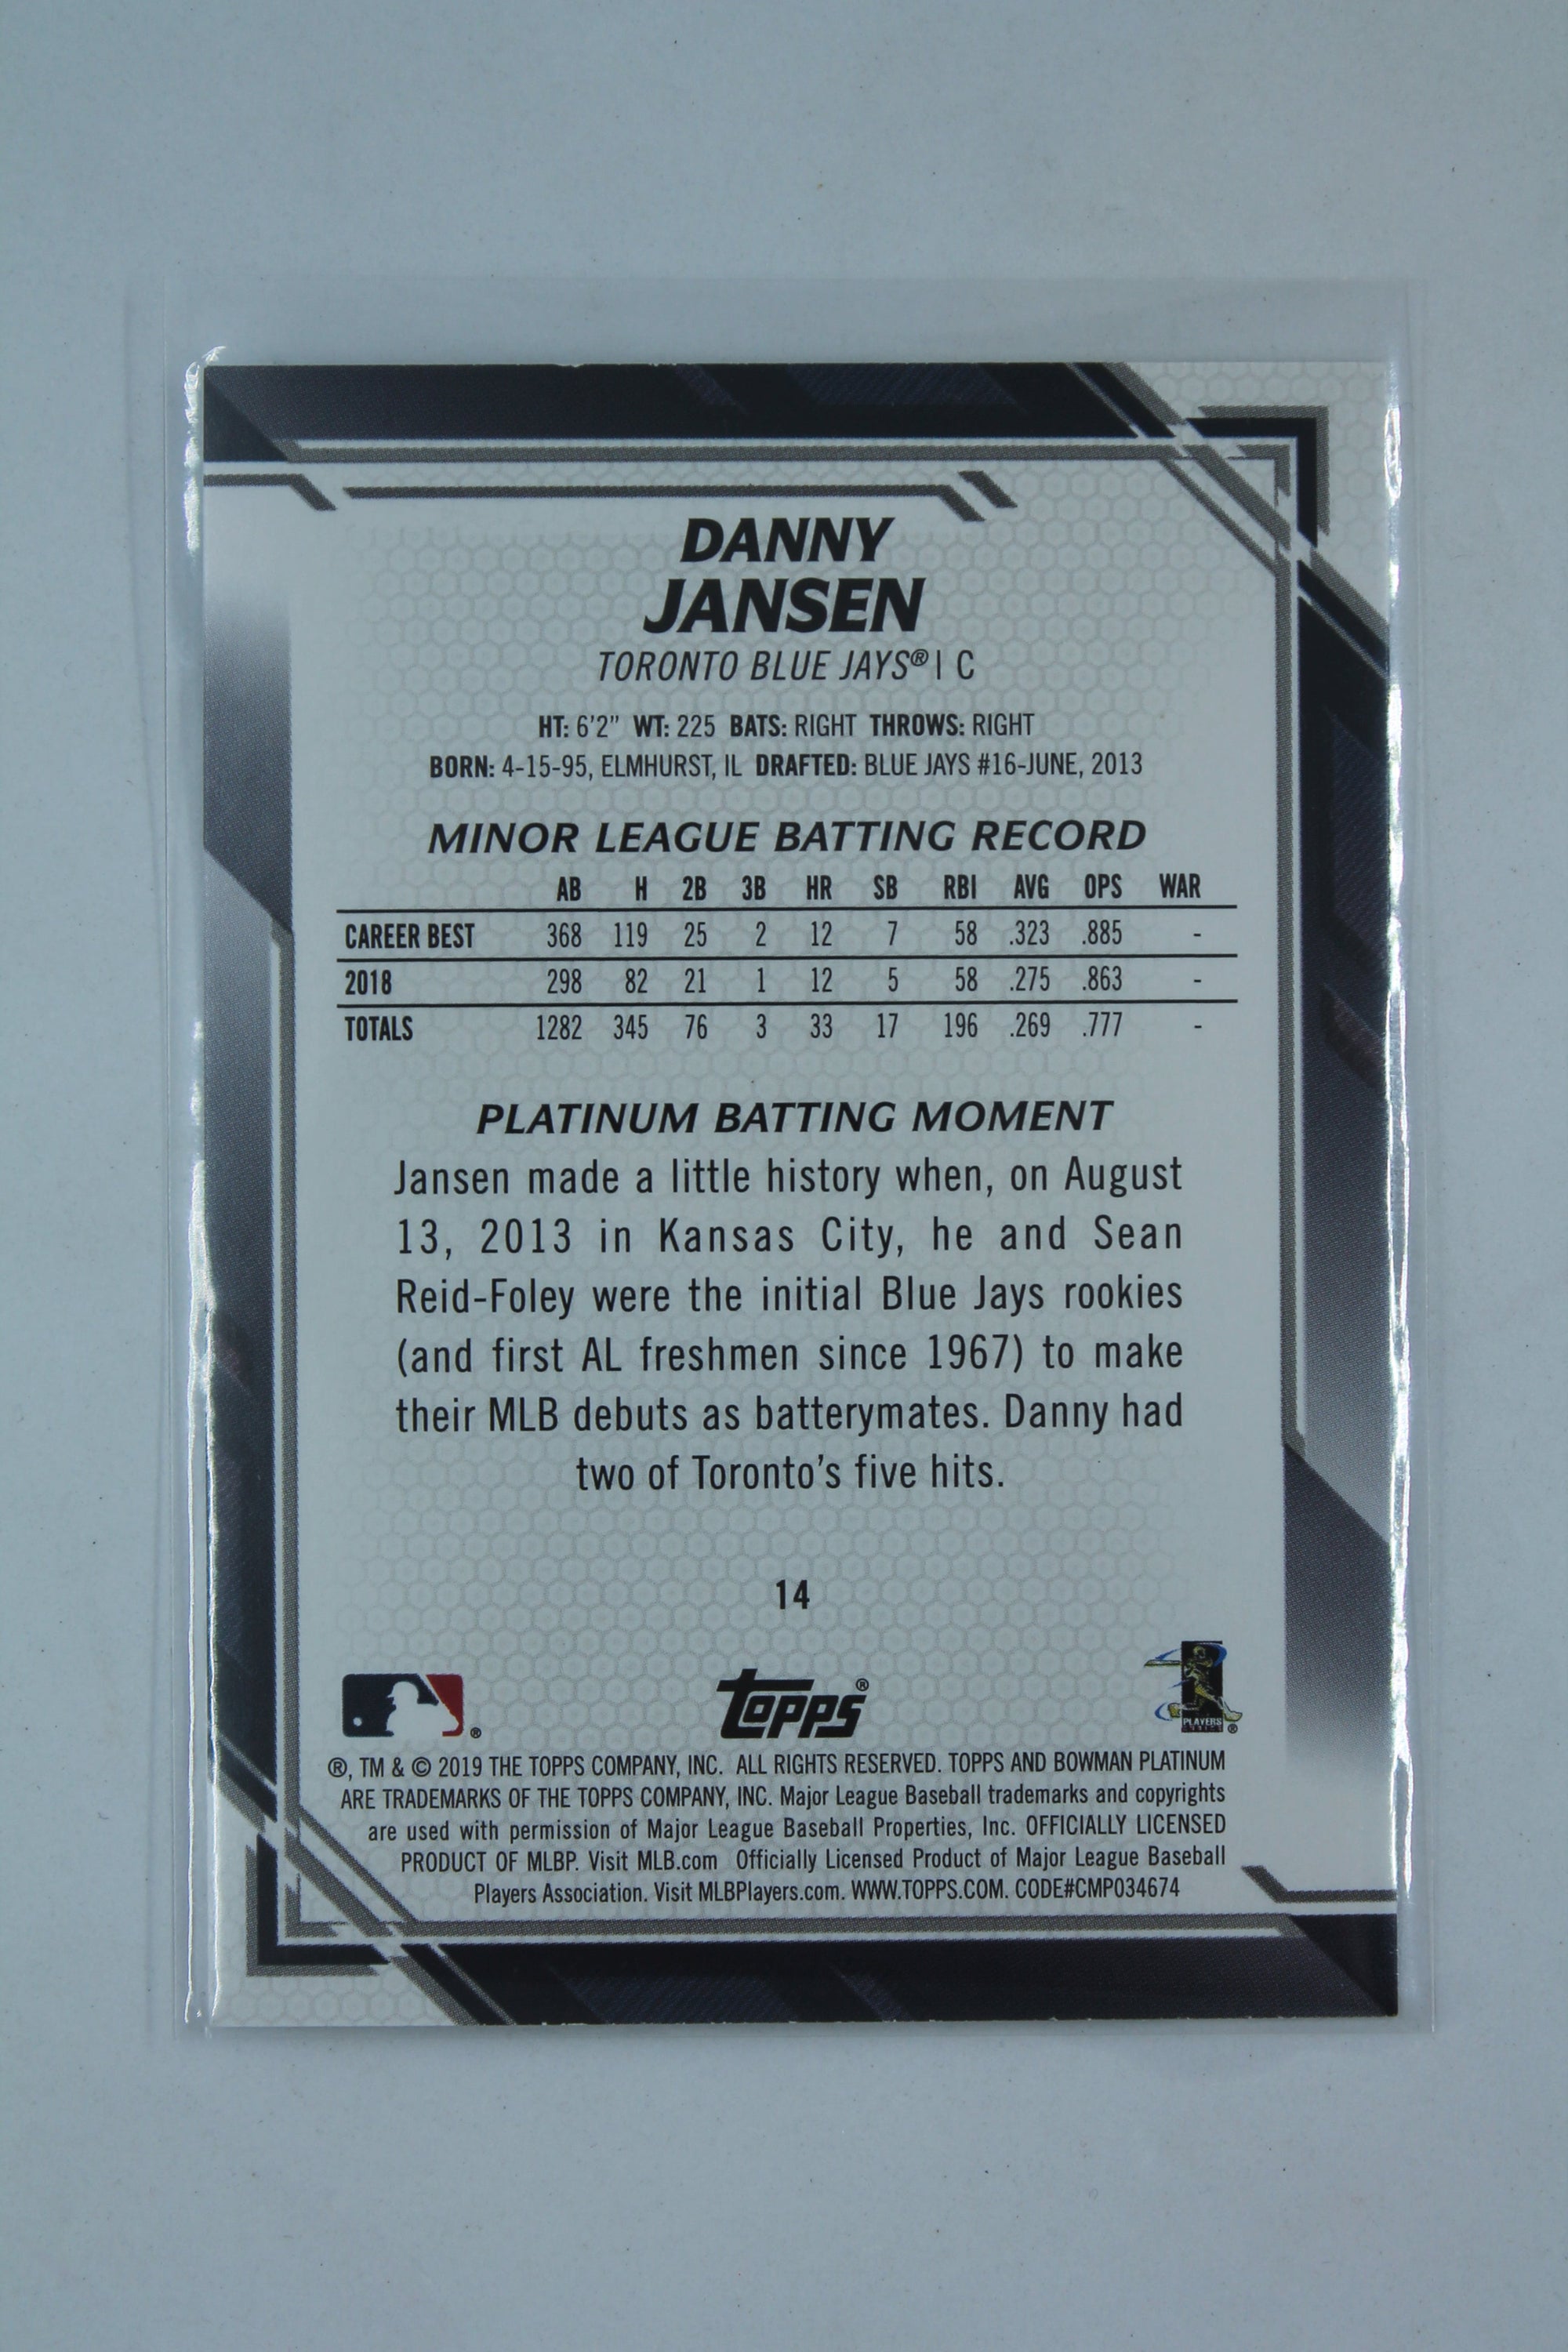 DANNY
JANSEN
TORONTO BLUE JAYS® | C
HT: 6'2" WT: 225 BATS: RIGHT THROWS: RIGHT
BORN: 4-15-95, ELMHURST, IL DRAFTED: BLUE JAYS #16-JUNE, 2013
MINOR LEAGUE BATTING RECORD
AB H 2B 3B HR SB RBI AVG OPS WAR
CAREER BEST 368 119 25 2 12 7 58 .323 .885 -
2018 298 82 21 1 12 5 58 .275 .863 -
TOTALS 1282 345 76 3 33 17 196 .269 .777 -
PLATINUM BATTING MOMENT
Jansen made a little history when, on August
13, 2013 in Kansas City, he and Sean
Reid-Foley were the initial Blue Jays rookies
(and first AL freshmen since 1967) to make
their MLB debuts as batterymates. Danny had
two of Toronto's five hits.
14
®
topps®
PLAYERS ®
®, TM & © 2019 THE TOPPS COMPANY, INC. ALL RIGHTS RESERVED. TOPPS AND BOWMAN PLATINUM
ARE TRADEMARKS OF THE TOPPS COMPANY, INC. Major League Baseball trademarks and copyrights
are used with permission of Major League Baseball Properties, Inc. OFFICIALLY LICENSED
PRODUCT OF MLBP. Visit MLB.com Officially Licensed Product of Major League Baseball
Players Association. Visit MLBPlayers.com. WWW.TOPPS.COM. CODE#CMP034674